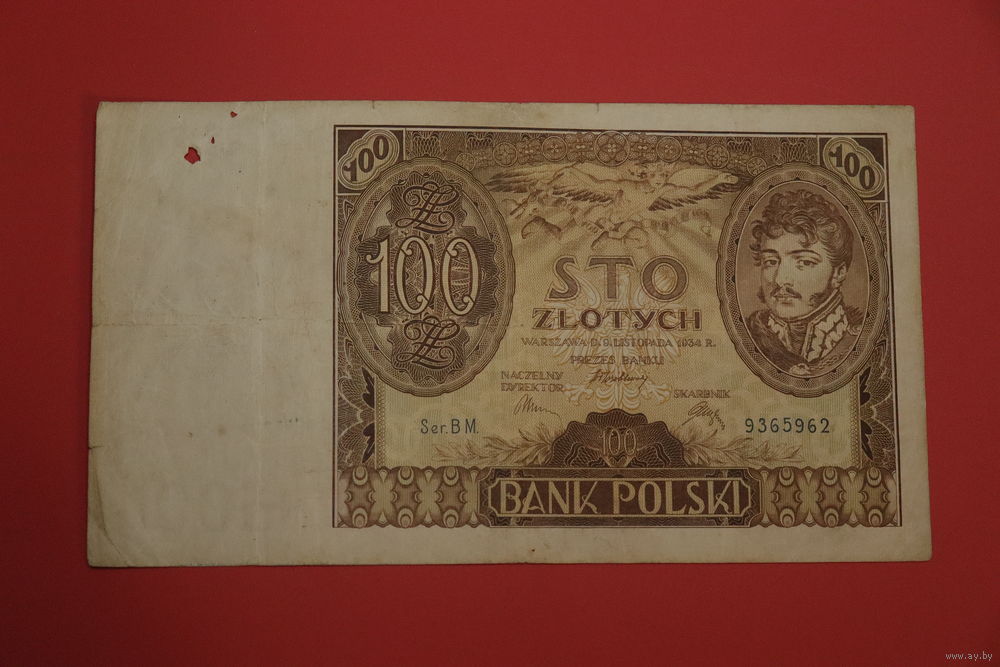 100
100
100
STO
ZŁOTYCH
WARSZAWA D. 9. LISTOPADA 1934 R.
PREZES BANKU
NACZELNY
DYREKTOR
SKARBNIK
Ser. B M.
9365962
100
BANK POLSKI
www.ay.by